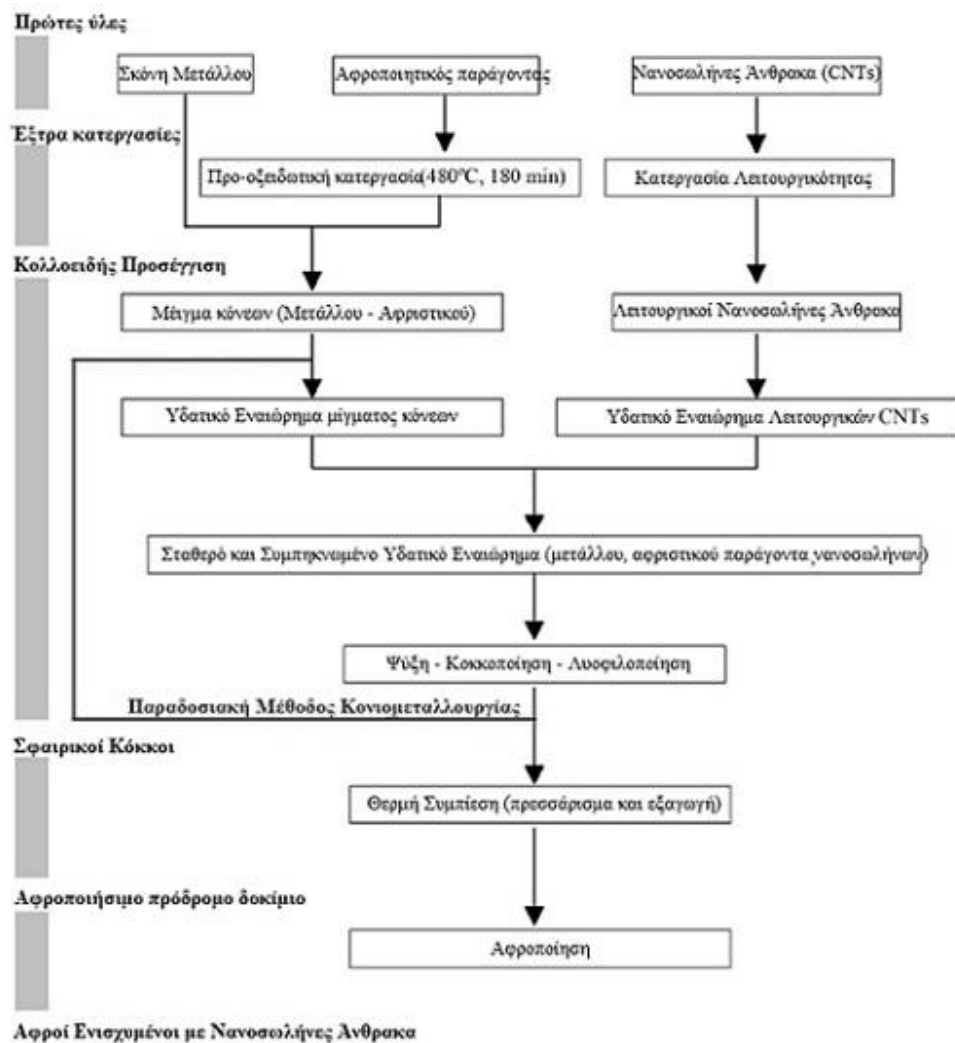 Πρώτες ύλες
Σκόνη Μετάλλου
Αφροποιητικός παράγοντας
Νανοσωλήνες Άνθρακα (CNTs)
Έξτρα κατεργασίες
Προ-οξειδωτική κατεργασία(480°C, 180 min)
Κατεργασία Λειτουργικότητας
Κολλοειδής Προσέγγιση
Μέιγμα κόνεων (Μετάλλου - Αφριστικού)
Λειτουργικοί Νανοσωλήνες Άνθρακα
Υδατικό Εναιώρημα μίγματος κόνεων
Υδατικό Εναιώρημα Λειτουργικών CNTs
Σταθερό και Συμπηκνωμένο Υδατικό Εναιώρημα (μετάλλου, αφριστικού παράγοντα,νανοσωλήνων)
Ψύξη - Κοκκοποίηση - Λυοφιλοποίηση
Παραδοσιακή Μέθοδος Κονιομεταλλουργίας
Σφαιρικοί Κόκκοι
Θερμή Συμπίεση (πρεσσάρισμα και εξαγωγή)
Αφροποιήσιμο πρόδρομο δοκίμιο
Αφροποίηση
Αφροί Ενισχυμένοι με Νανοσωλήνες Άνθρακα